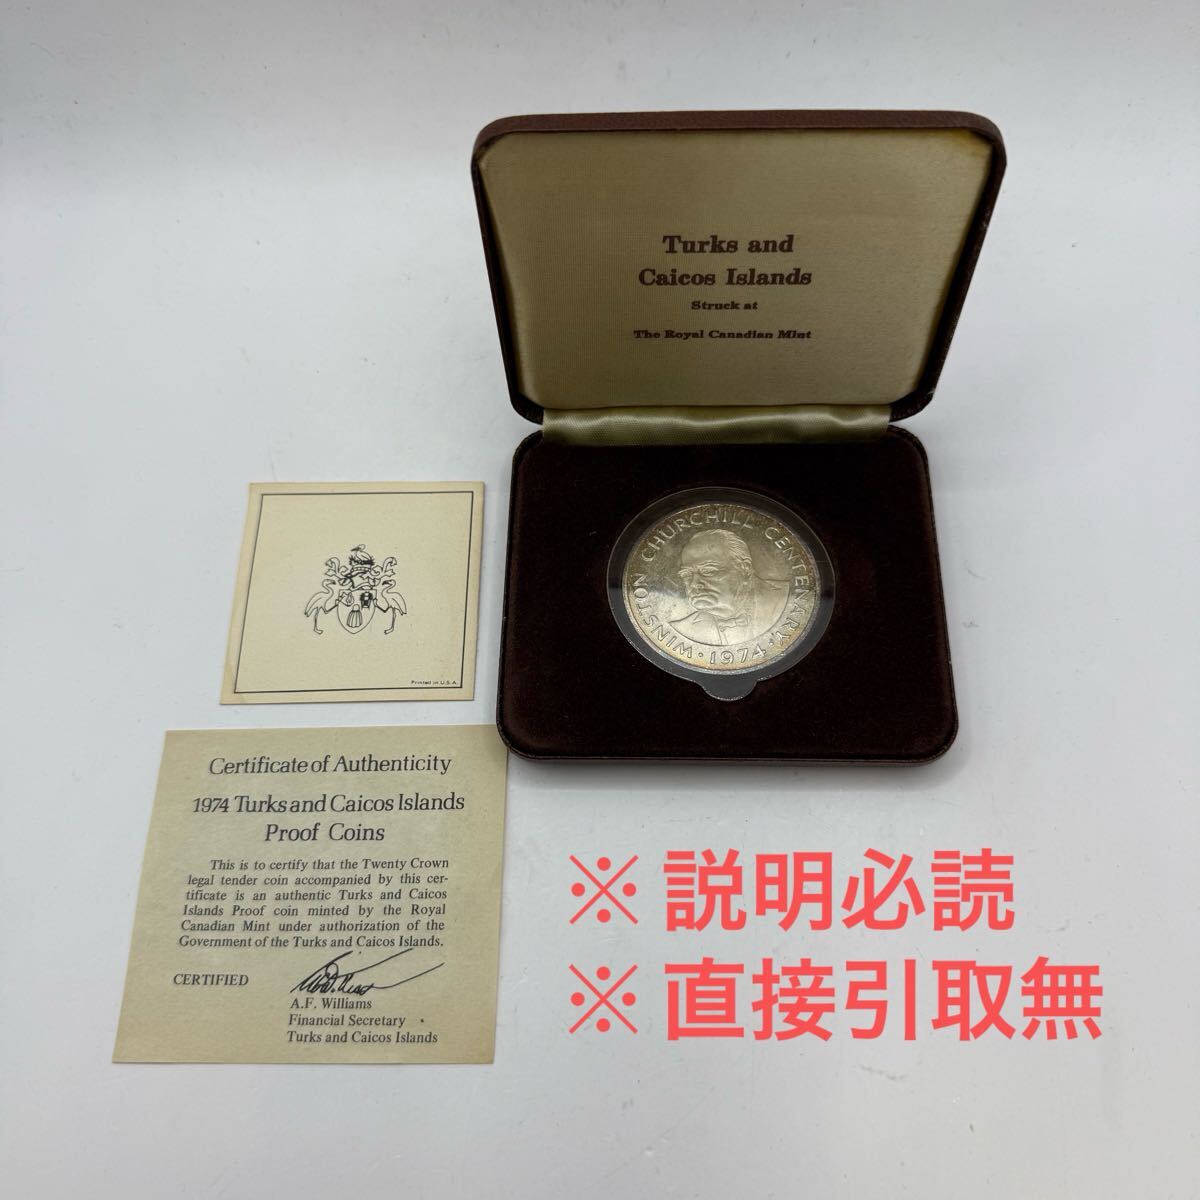 Turks and
Caicos Islands
Struck at
The Royal Canadian Mint
WINSTON CHURCHILL CENTENARY · 1974 ·
Printed in U.S.A.
Certificate of Authenticity
1974 Turks and Caicos Islands
Proof Coins
This is to certify that the Twenty Crown
legal tender coin accompanied by this cer-
tificate is an authentic Turks and Caicos
Islands Proof coin minted by the Royal
Canadian Mint under authorization of the
Government of the Turks and Caicos Islands.
CERTIFIED
A.F. Williams
Financial Secretary
Turks and Caicos Islands
※説明必読
※直接引取無